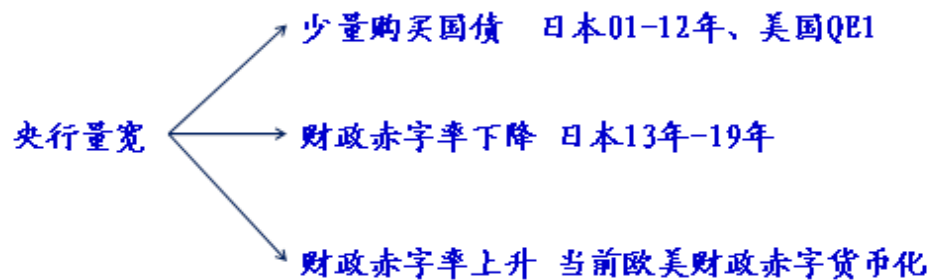 少量购买国债 日本01-12年、美国QE1
央行量宽
财政赤字率下降 日本13年-19年
财政赤字率上升 当前欧美财政赤字货币化